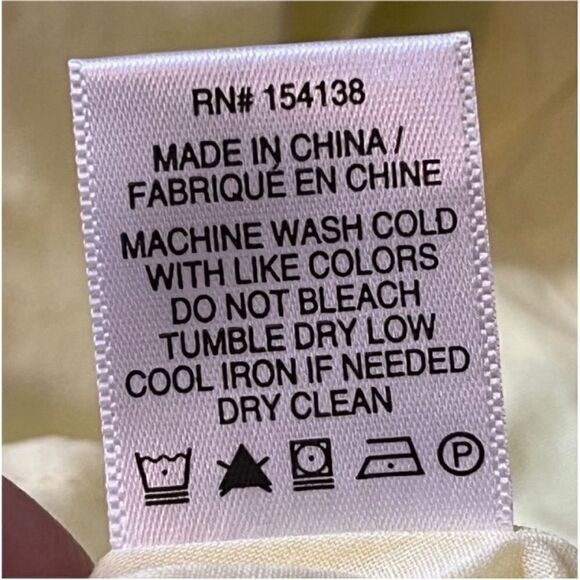 RN# 154138
MADE IN CHINA /
FABRIQUÉ EN CHINE
MACHINE WASH COLD
WITH LIKE COLORS
DO NOT BLEACH
TUMBLE DRY LOW
COOL IRON IF NEEDED
DRY CLEAN
P